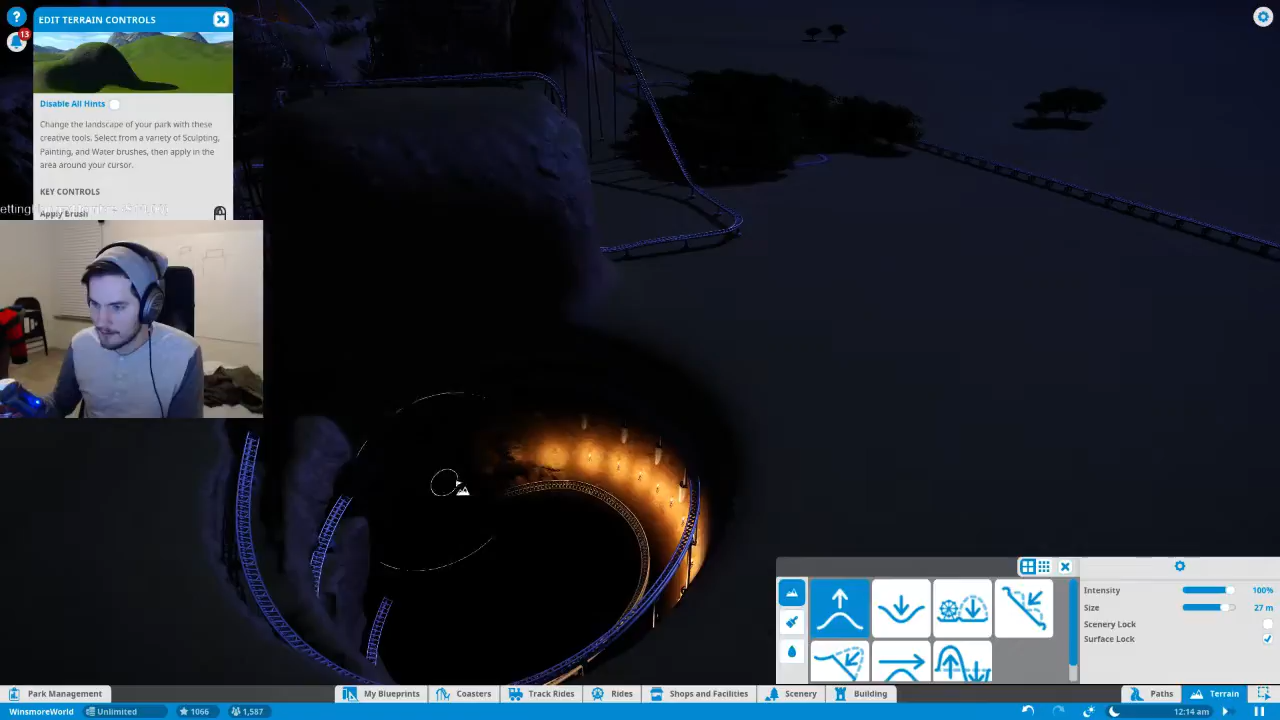 ?
EDIT TERRAIN CONTROLS
13
Disable All Hints
Change the landscape of your park with these
creative tools. Select from a variety of Sculpting,
Painting, and Water brushes, then apply in the
area around your cursor.
KEY CONTROLS
Apply Brush
Intensity 100%
Size 27 m
Scenery Lock
Surface Lock
Park Management
My Blueprints
Coasters
Track Rides
Rides
Shops and Facilities
Scenery
Building
Paths
Terrain
WinsmoreWorld
Unlimited
1066
1,587
12:14 am